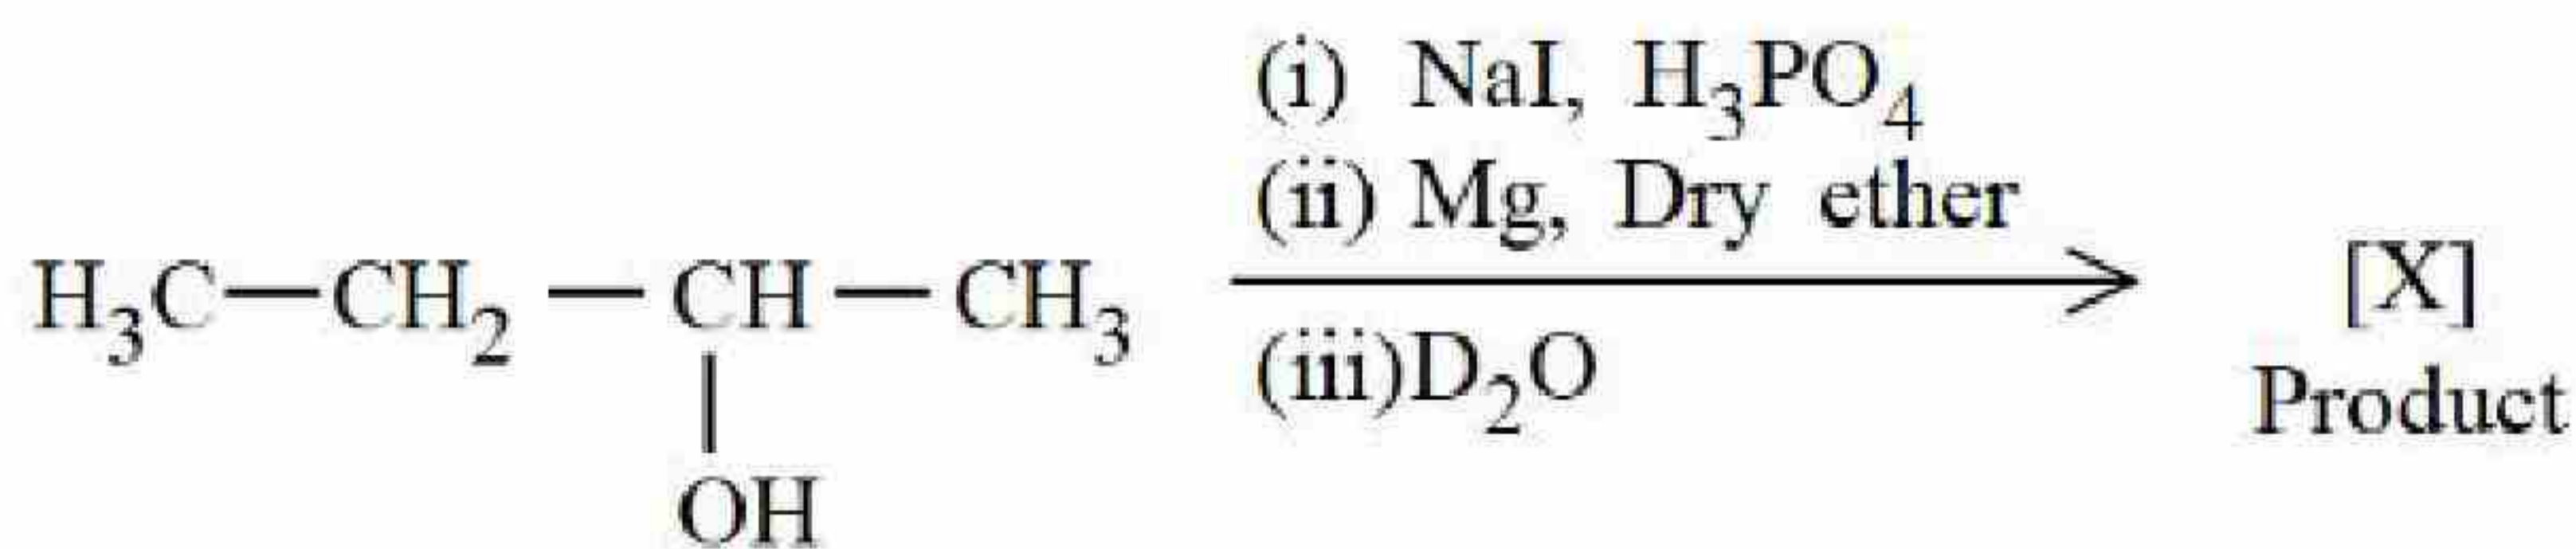 (i) NaI, H₃PO₄
(ii) Mg, Dry ether
H₃C—CH₂—CH—CH₃ [X]
(iii)D₂O
Product
OH